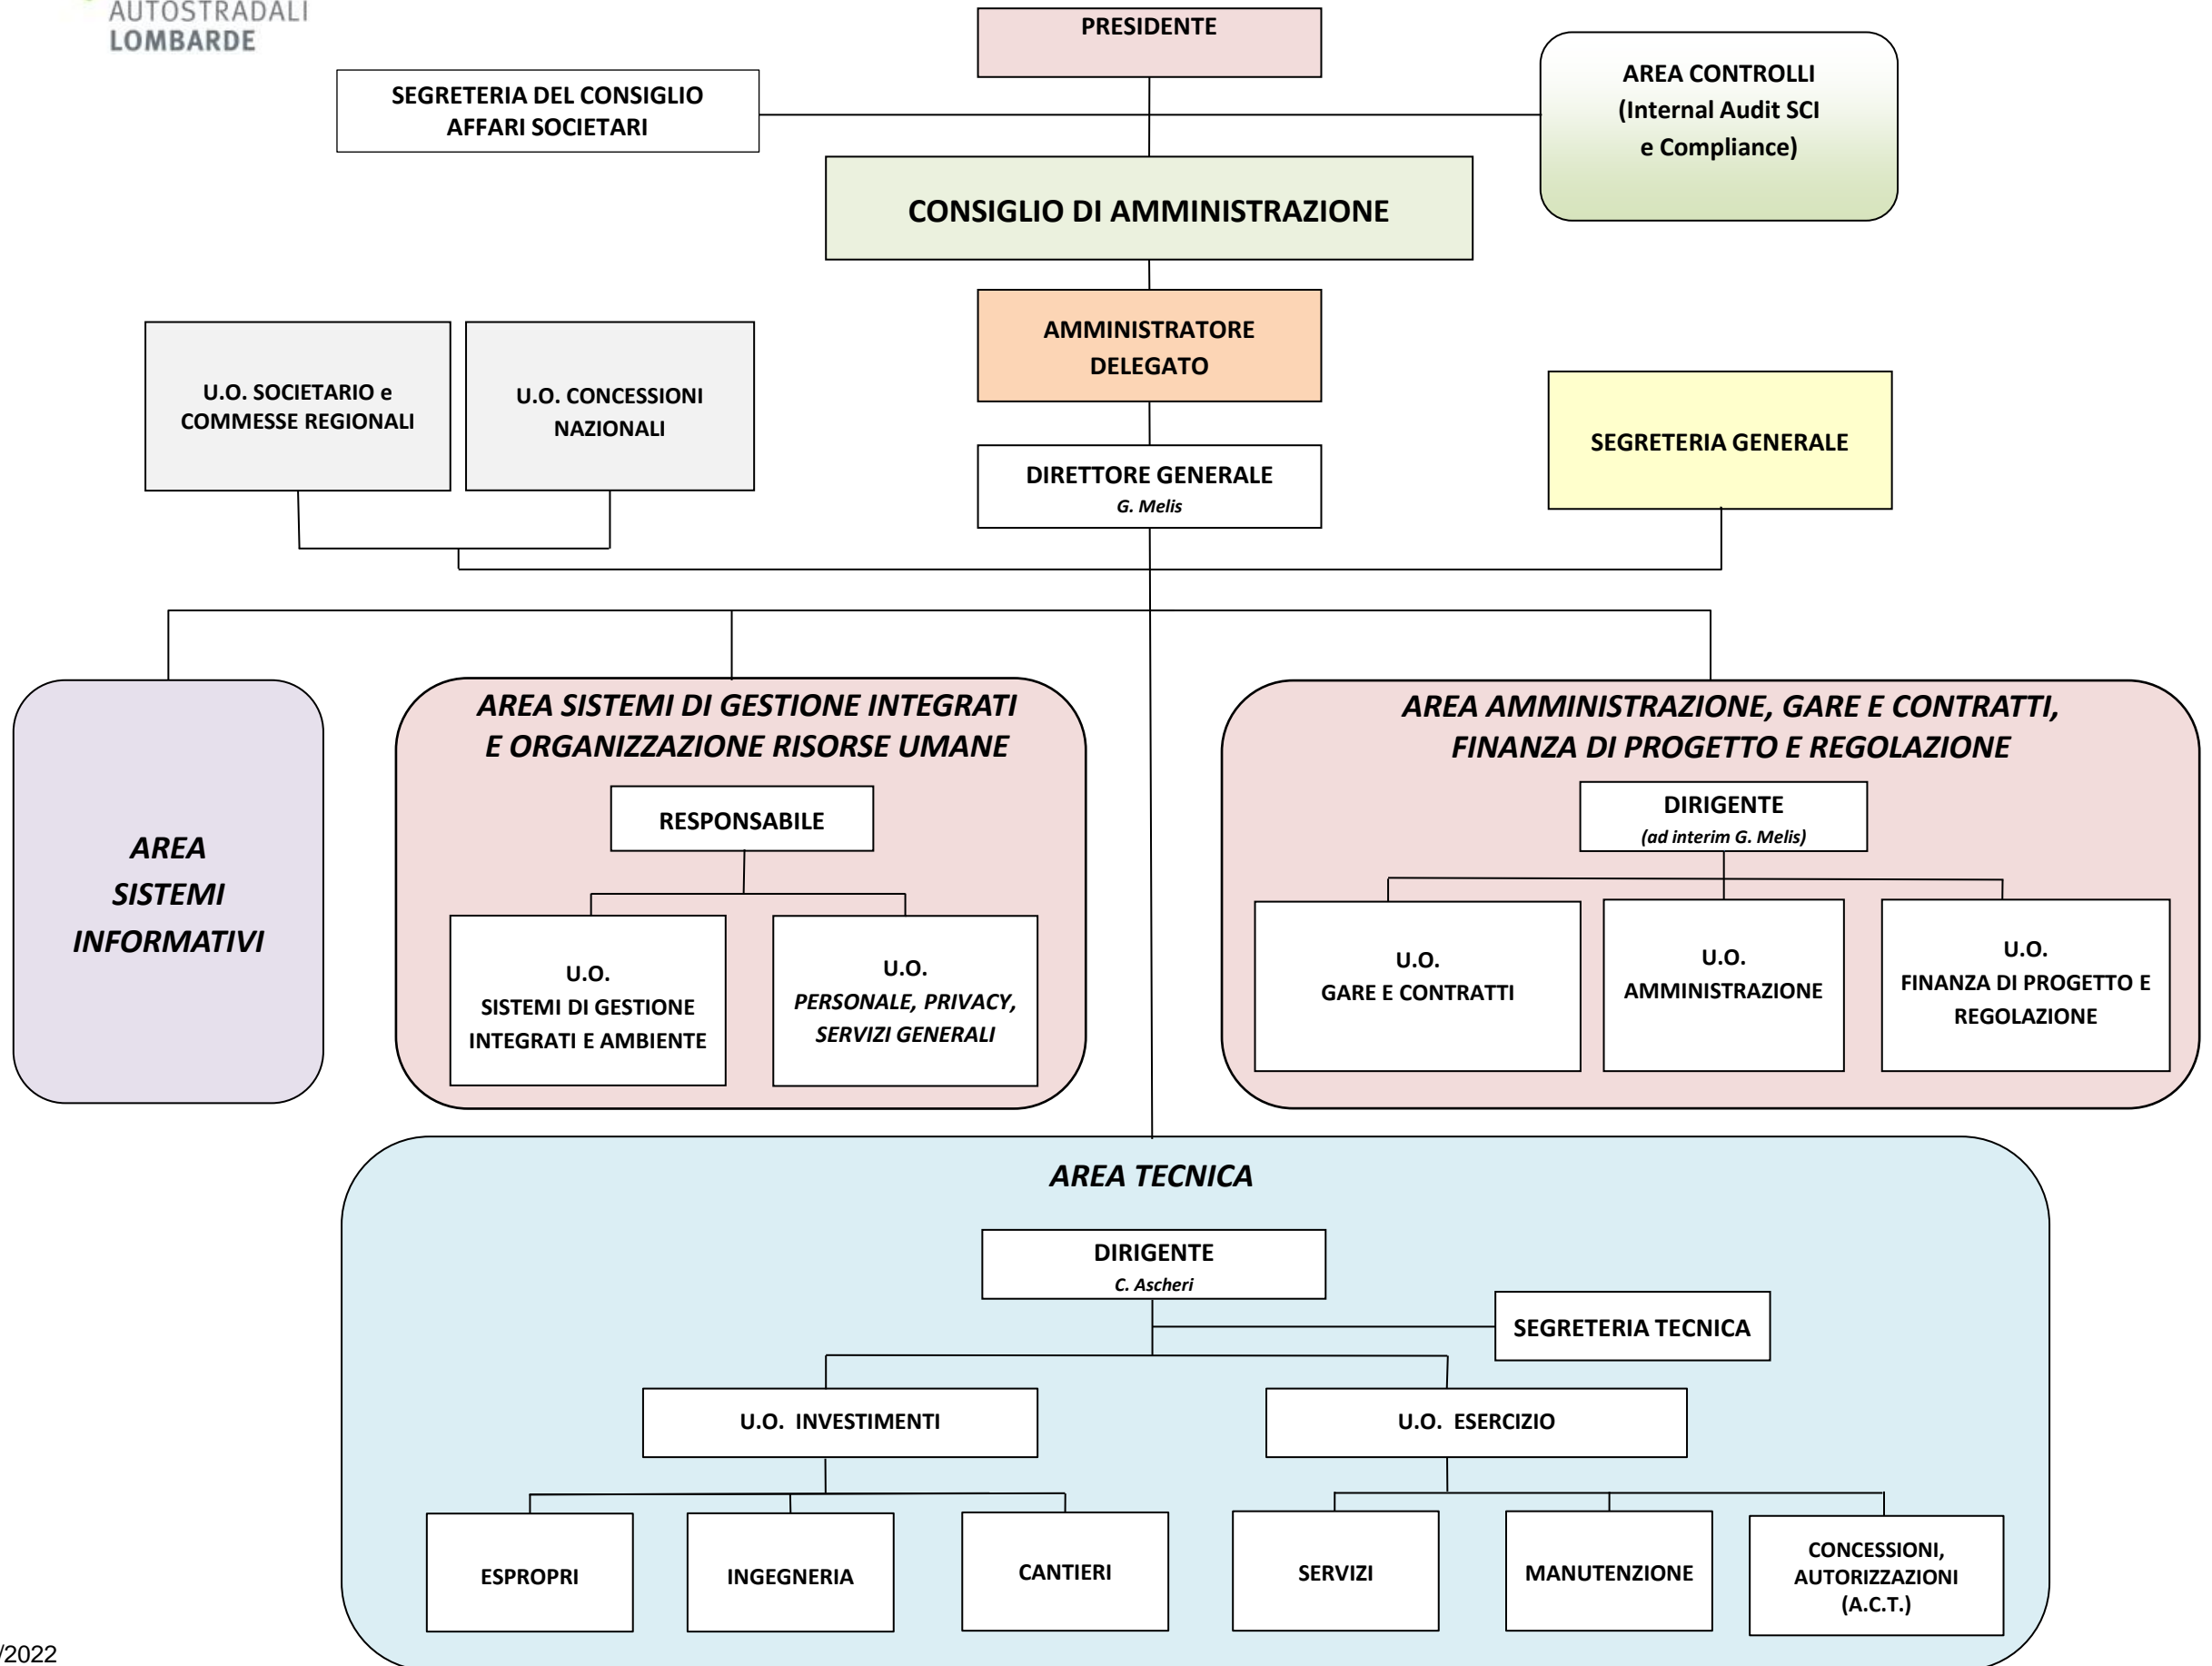 AUTOSTRADALI
LOMBARDE
PRESIDENTE
SEGRETERIA DEL CONSIGLIO
AFFARI SOCIETARI
AREA CONTROLLI
(Internal Audit SCI
e Compliance)
CONSIGLIO DI AMMINISTRAZIONE
AMMINISTRATORE
DELEGATO
U.O. SOCIETARIO e
COMMESSE REGIONALI
U.O. CONCESSIONI
NAZIONALI
DIRETTORE GENERALE
G. Melis
SEGRETERIA GENERALE
AREA
SISTEMI
INFORMATIVI
AREA SISTEMI DI GESTIONE INTEGRATI
E ORGANIZZAZIONE RISORSE UMANE
RESPONSABILE
U.O.
SISTEMI DI GESTIONE
INTEGRATI E AMBIENTE
U.O.
PERSONALE, PRIVACY,
SERVIZI GENERALI
AREA AMMINISTRAZIONE, GARE E CONTRATTI,
FINANZA DI PROGETTO E REGOLAZIONE
DIRIGENTE
(ad interim G. Melis)
U.O.
GARE E CONTRATTI
U.O.
AMMINISTRAZIONE
U.O.
FINANZA DI PROGETTO E
REGOLAZIONE
AREA TECNICA
DIRIGENTE
C. Ascheri
SEGRETERIA TECNICA
U.O. INVESTIMENTI
U.O. ESERCIZIO
ESPROPRI
INGEGNERIA
CANTIERI
SERVIZI
MANUTENZIONE
CONCESSIONI,
AUTORIZZAZIONI
(A.C.T.)
/2022